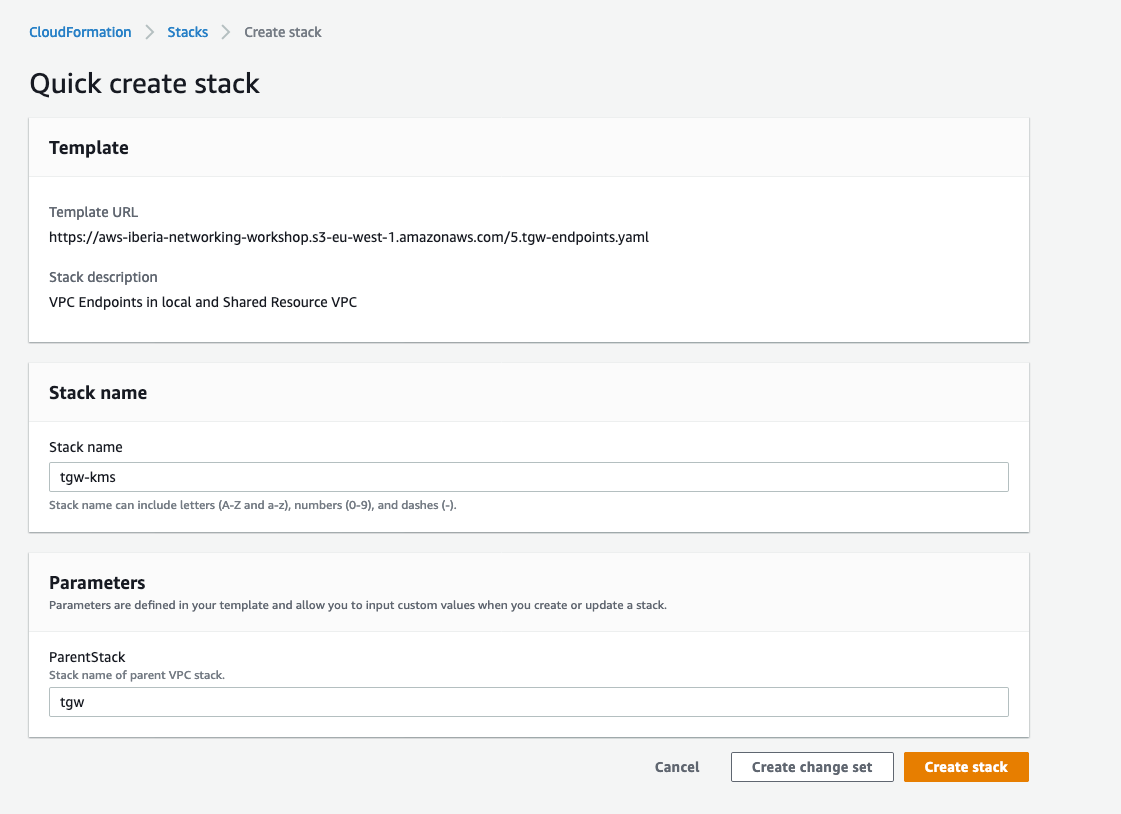 CloudFormation > Stacks > Create stack
Quick create stack
Template
Template URL
https://aws-iberia-networking-workshop.s3-eu-west-1.amazonaws.com/5.tgw-endpoints.yaml
Stack description
VPC Endpoints in local and Shared Resource VPC
Stack name
Stack name
tgw-kms
Stack name can include letters (A-Z and a-z), numbers (0-9), and dashes (-).
Parameters
Parameters are defined in your template and allow you to input custom values when you create or update a stack.
ParentStack
Stack name of parent VPC stack.
tgw
Cancel Create change set Create stack